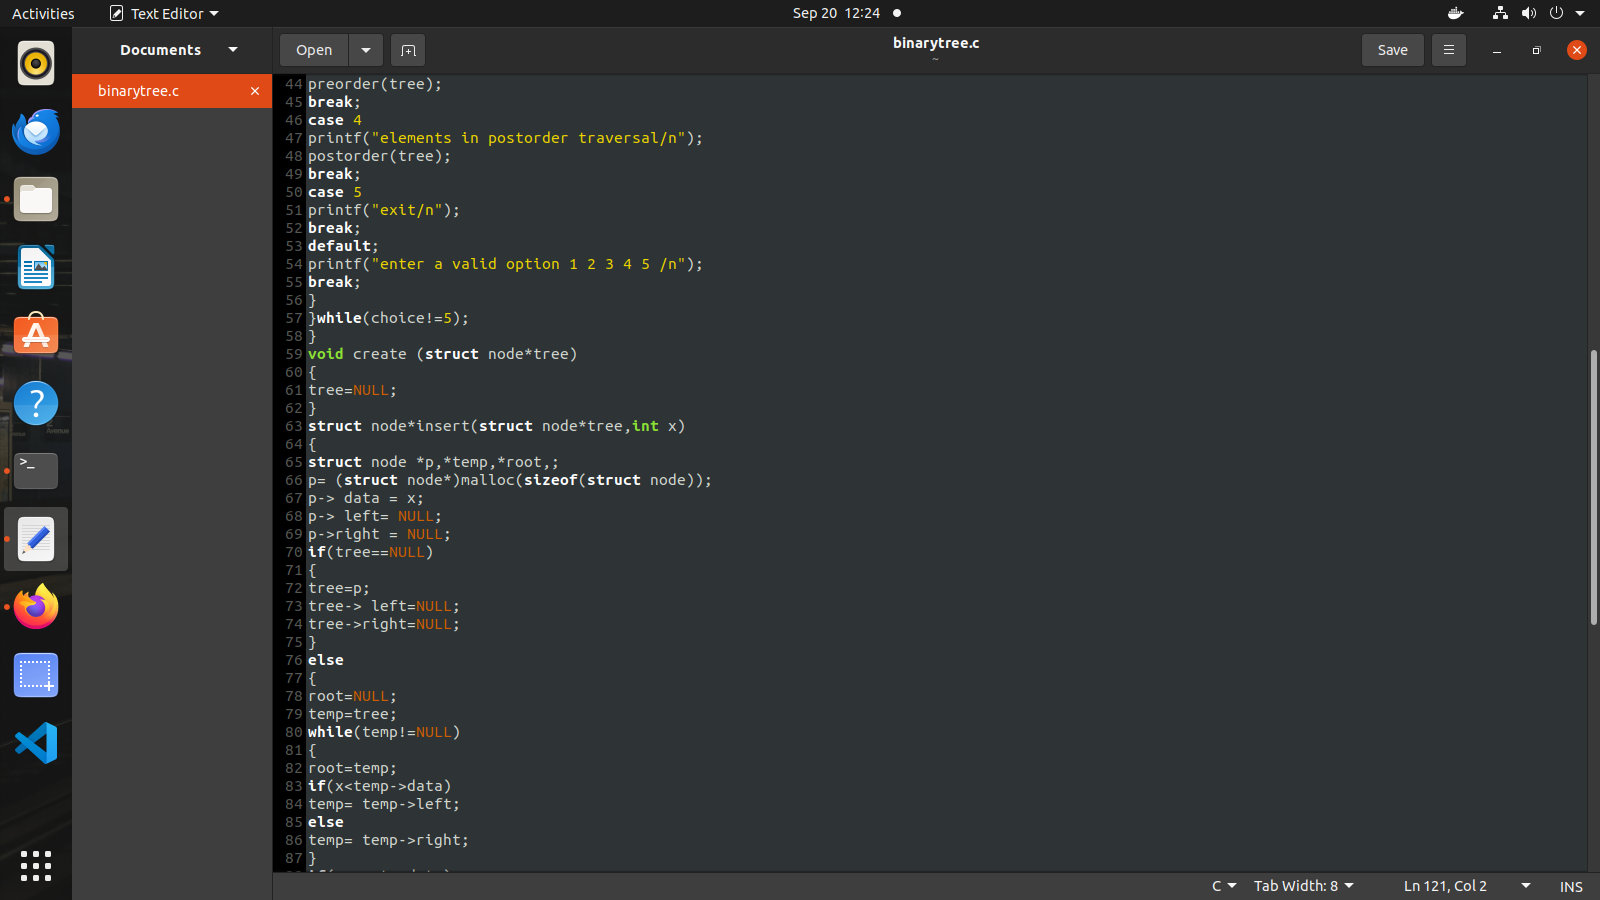 Activities
Text Editor
Sep 20 12:24
Documents
Open
binarytree.c
~
Save
binarytree.c
44 preorder(tree);
45 break;
46 case 4
47 printf("elements in postorder traversal/n");
48 postorder(tree);
49 break;
50 case 5
51 printf("exit/n");
52 break;
53 default;
54 printf("enter a valid option 1 2 3 4 5 /n");
55 break;
56 }
57 }while(choice!=5);
58 }
59 void create (struct node*tree)
60 {
61 tree=NULL;
62 }
63 struct node*insert(struct node*tree,int x)
64 {
65 struct node *p,*temp,*root,;
66 p= (struct node*)malloc(sizeof(struct node));
67 p-> data = x;
68 p-> left= NULL;
69 p->right = NULL;
70 if(tree==NULL)
71 {
72 tree=p;
73 tree-> left=NULL;
74 tree->right=NULL;
75 }
76 else
77 {
78 root=NULL;
79 temp=tree;
80 while(temp!=NULL)
81 {
82 root=temp;
83 if(x<temp->data)
84 temp= temp->left;
85 else
86 temp= temp->right;
87 }
C
Tab Width: 8
Ln 121, Col 2
INS